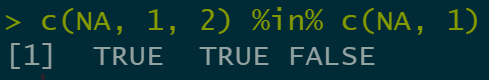 > c(NA, 1, 2) %in% c(NA, 1)
[1]  TRUE  TRUE FALSE